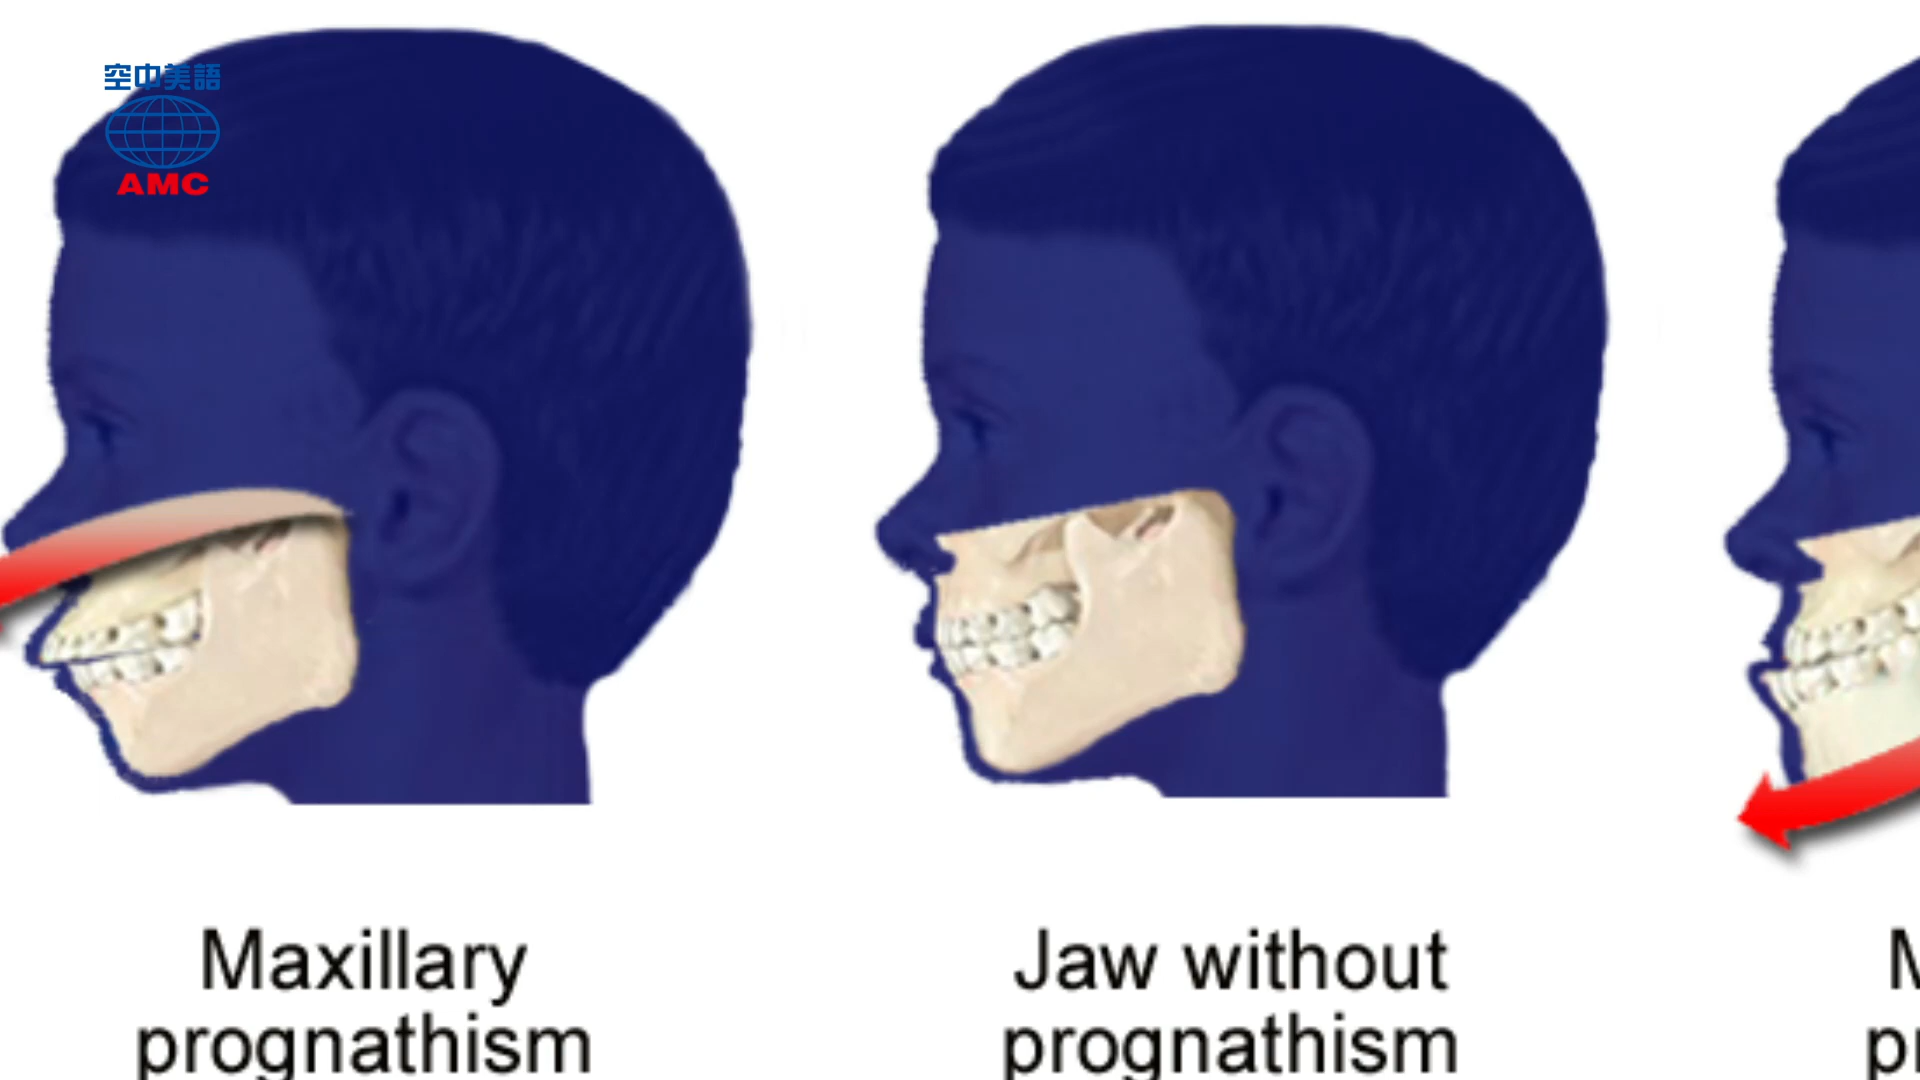 空中美語
AMC
Maxillary
prognathism
Jaw without
prognathism